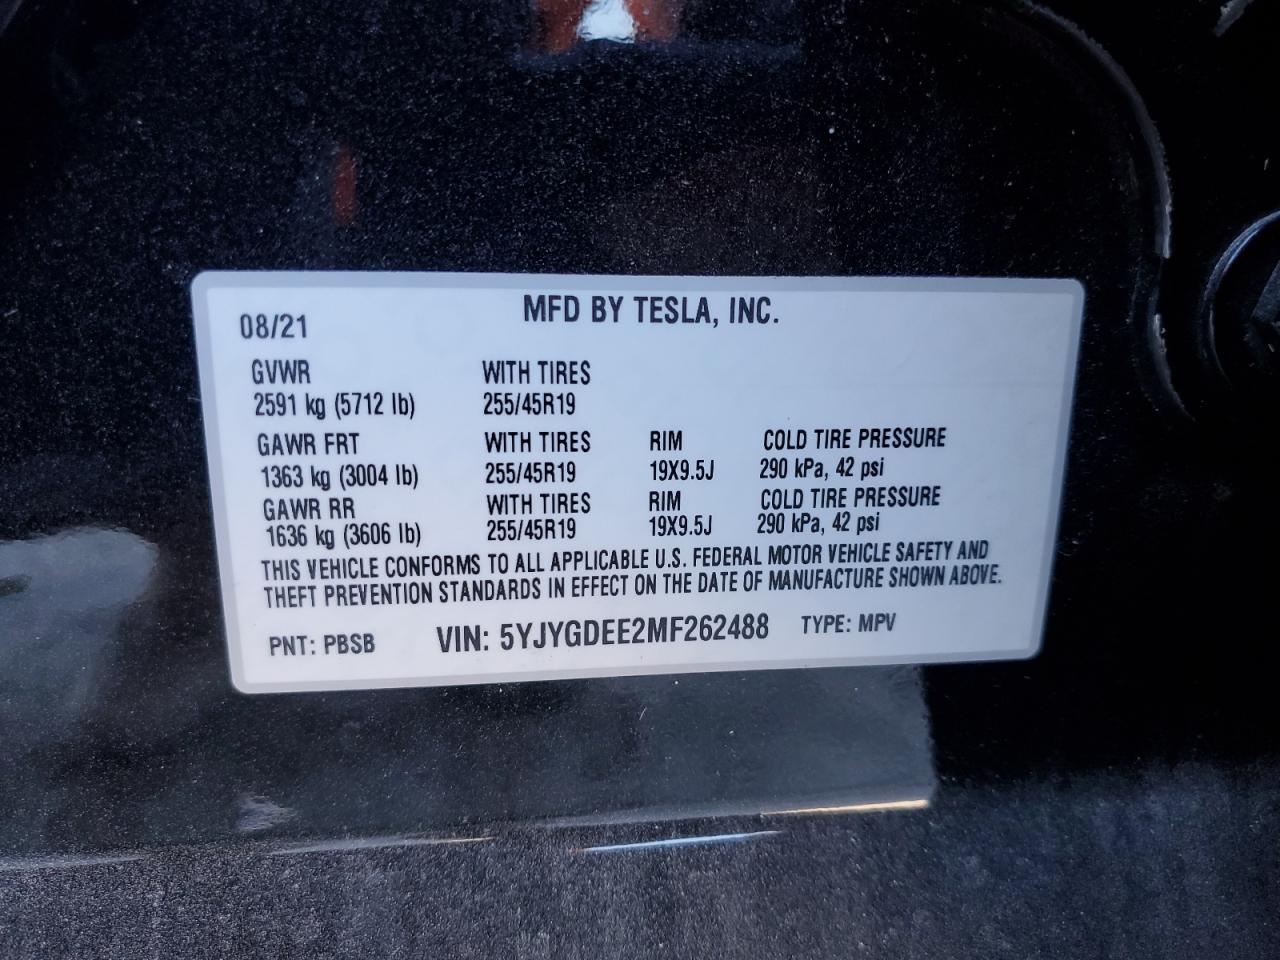 MFD BY TESLA, INC.
08/21
GVWR WITH TIRES
2591 kg (5712 lb) 255/45R19
GAWR FRT WITH TIRES RIM COLD TIRE PRESSURE
1363 kg (3004 lb) 255/45R19 19X9.5J 290 kPa, 42 psi
GAWR RR WITH TIRES RIM COLD TIRE PRESSURE
1636 kg (3606 lb) 255/45R19 19X9.5J 290 kPa, 42 psi
THIS VEHICLE CONFORMS TO ALL APPLICABLE U.S. FEDERAL MOTOR VEHICLE SAFETY AND
THEFT PREVENTION STANDARDS IN EFFECT ON THE DATE OF MANUFACTURE SHOWN ABOVE.
PNT: PBSB VIN: 5YJYGDEE2MF262488 TYPE: MPV